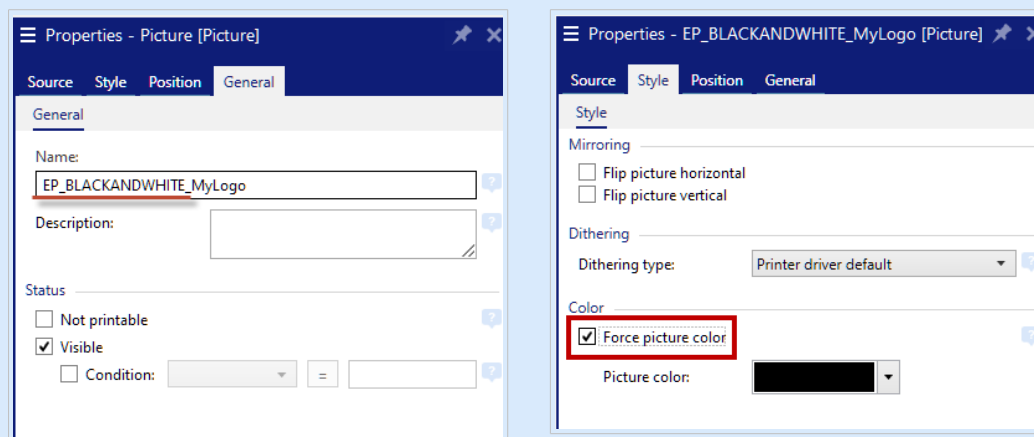 Properties - Picture [Picture]
Source Style Position General
General
Name:
EP_BLACKANDWHITE_MyLogo
Description:
Status
Not printable
Visible
Condition: =
Properties - EP_BLACKANDWHITE_MyLogo [Picture]
Source Style Position General
Style
Mirroring
Flip picture horizontal
Flip picture vertical
Dithering
Dithering type: Printer driver default
Color
Force picture color
Picture color: